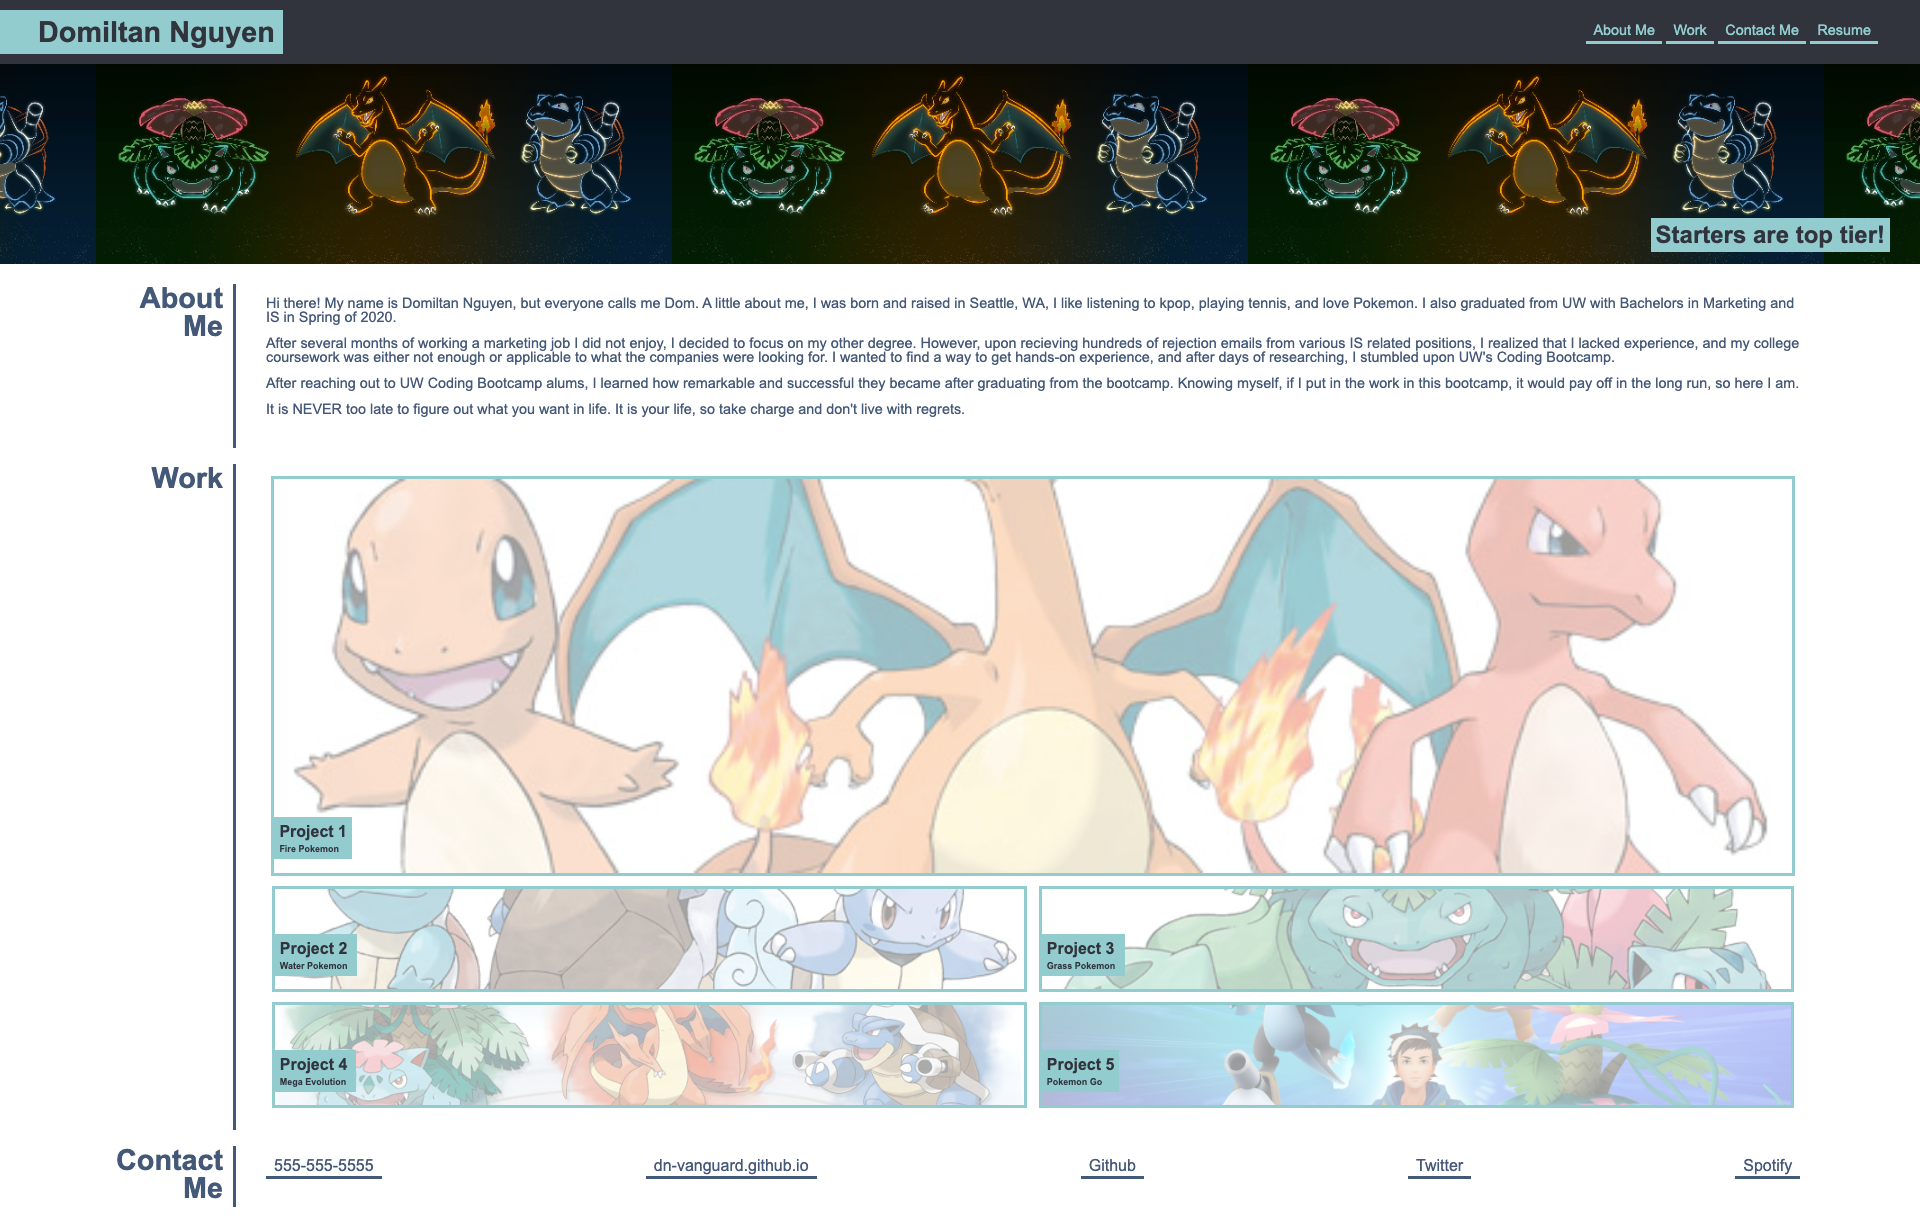 Domiltan Nguyen
About Me Work Contact Me Resume
Starters are top tier!
About
Me
Hi there! My name is Domiltan Nguyen, but everyone calls me Dom. A little about me, I was born and raised in Seattle, WA, I like listening to kpop, playing tennis, and love Pokemon. I also graduated from UW with Bachelors in Marketing and
IS in Spring of 2020.
After several months of working a marketing job I did not enjoy, I decided to focus on my other degree. However, upon recieving hundreds of rejection emails from various IS related positions, I realized that I lacked experience, and my college
coursework was either not enough or applicable to what the companies were looking for. I wanted to find a way to get hands-on experience, and after days of researching, I stumbled upon UW's Coding Bootcamp.
After reaching out to UW Coding Bootcamp alums, I learned how remarkable and successful they became after graduating from the bootcamp. Knowing myself, if I put in the work in this bootcamp, it would pay off in the long run, so here I am.
It is NEVER too late to figure out what you want in life. It is your life, so take charge and don't live with regrets.
Work
Project 1
Fire Pokemon
Project 2
Water Pokemon
Project 3
Grass Pokemon
Project 4
Mega Evolution
Project 5
Pokemon Go
Contact
Me
555-555-5555 dn-vanguard.github.io Github Twitter Spotify